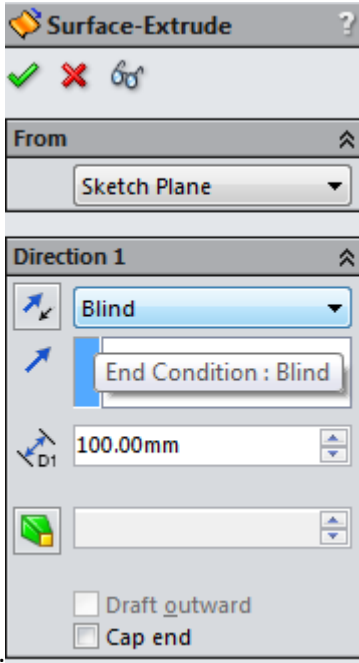 Surface-Extrude ?
From
Sketch Plane
Direction 1
Blind
End Condition : Blind
D1 100.00mm
Draft outward
Cap end
.